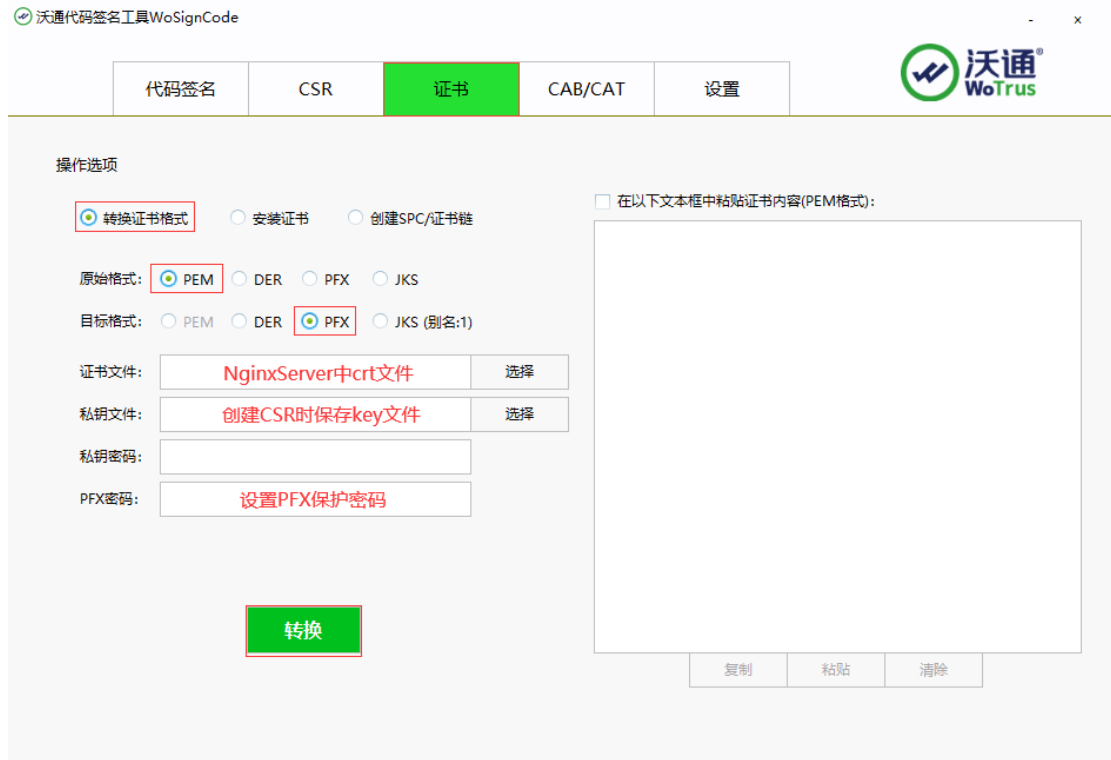 沃通代码签名工具WoSignCode
- x
沃通®
WoTrus
代码签名 CSR 证书 CAB/CAT 设置
操作选项
转换证书格式 安装证书 创建SPC/证书链
在以下文本框中粘贴证书内容(PEM格式):
原始格式: PEM DER PFX JKS
目标格式: PEM DER PFX JKS (别名:1)
证书文件: NginxServer中crt文件 选择
私钥文件: 创建CSR时保存key文件 选择
私钥密码:
PFX密码: 设置PFX保护密码
转换
复制 粘贴 清除